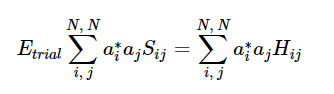 $E_{trial} \sum_{i,j}^{N,N} a_i^* a_j S_{ij} = \sum_{i,j}^{N,N} a_i^* a_j H_{ij}$